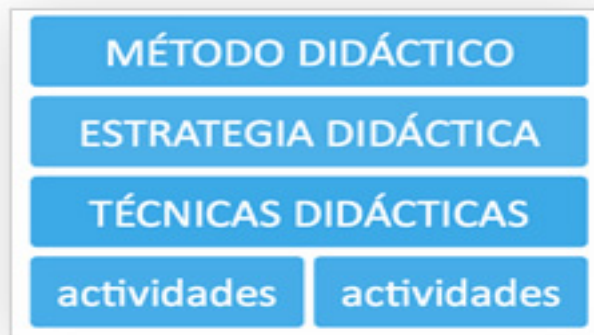 MÉTODO DIDÁCTICO
ESTRATEGIA DIDÁCTICA
TÉCNICAS DIDÁCTICAS
actividades actividades